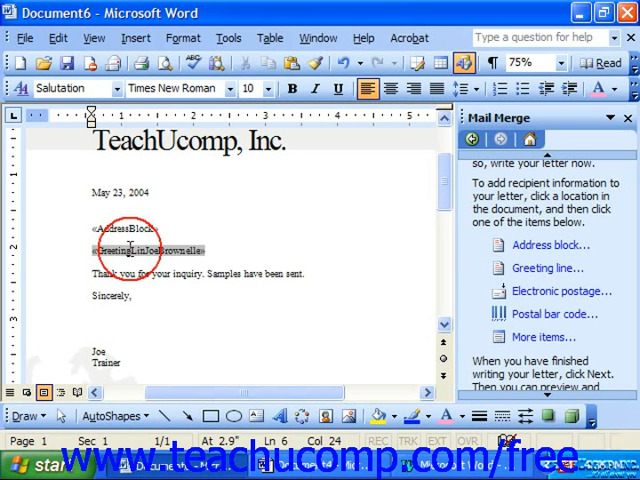 Document6 - Microsoft Word
File Edit View Insert Format Tools Table Window Help Acrobat
Type a question for help
75%
Read
Salutation
Times New Roman
10
B I U
TeachUcomp, Inc.
May 23, 2004
«AddressBlock»
«GreetingLinJoeBrownelle»
Thank you for your inquiry. Samples have been sent.
Sincerely,
Joe
Trainer
Mail Merge
so, write your letter now.
To add recipient information to
your letter, click a location in
the document, and then click
one of the items below.
Address block...
Greeting line...
Electronic postage...
Postal bar code...
More items...
When you have finished
writing your letter, click Next.
Then you can preview and
Draw
AutoShapes
Page 1 Sec 1 1/1 At 2.9" Ln 6 Col 24 REC TRK EXT OVR
start
www.teachucomp.com/free